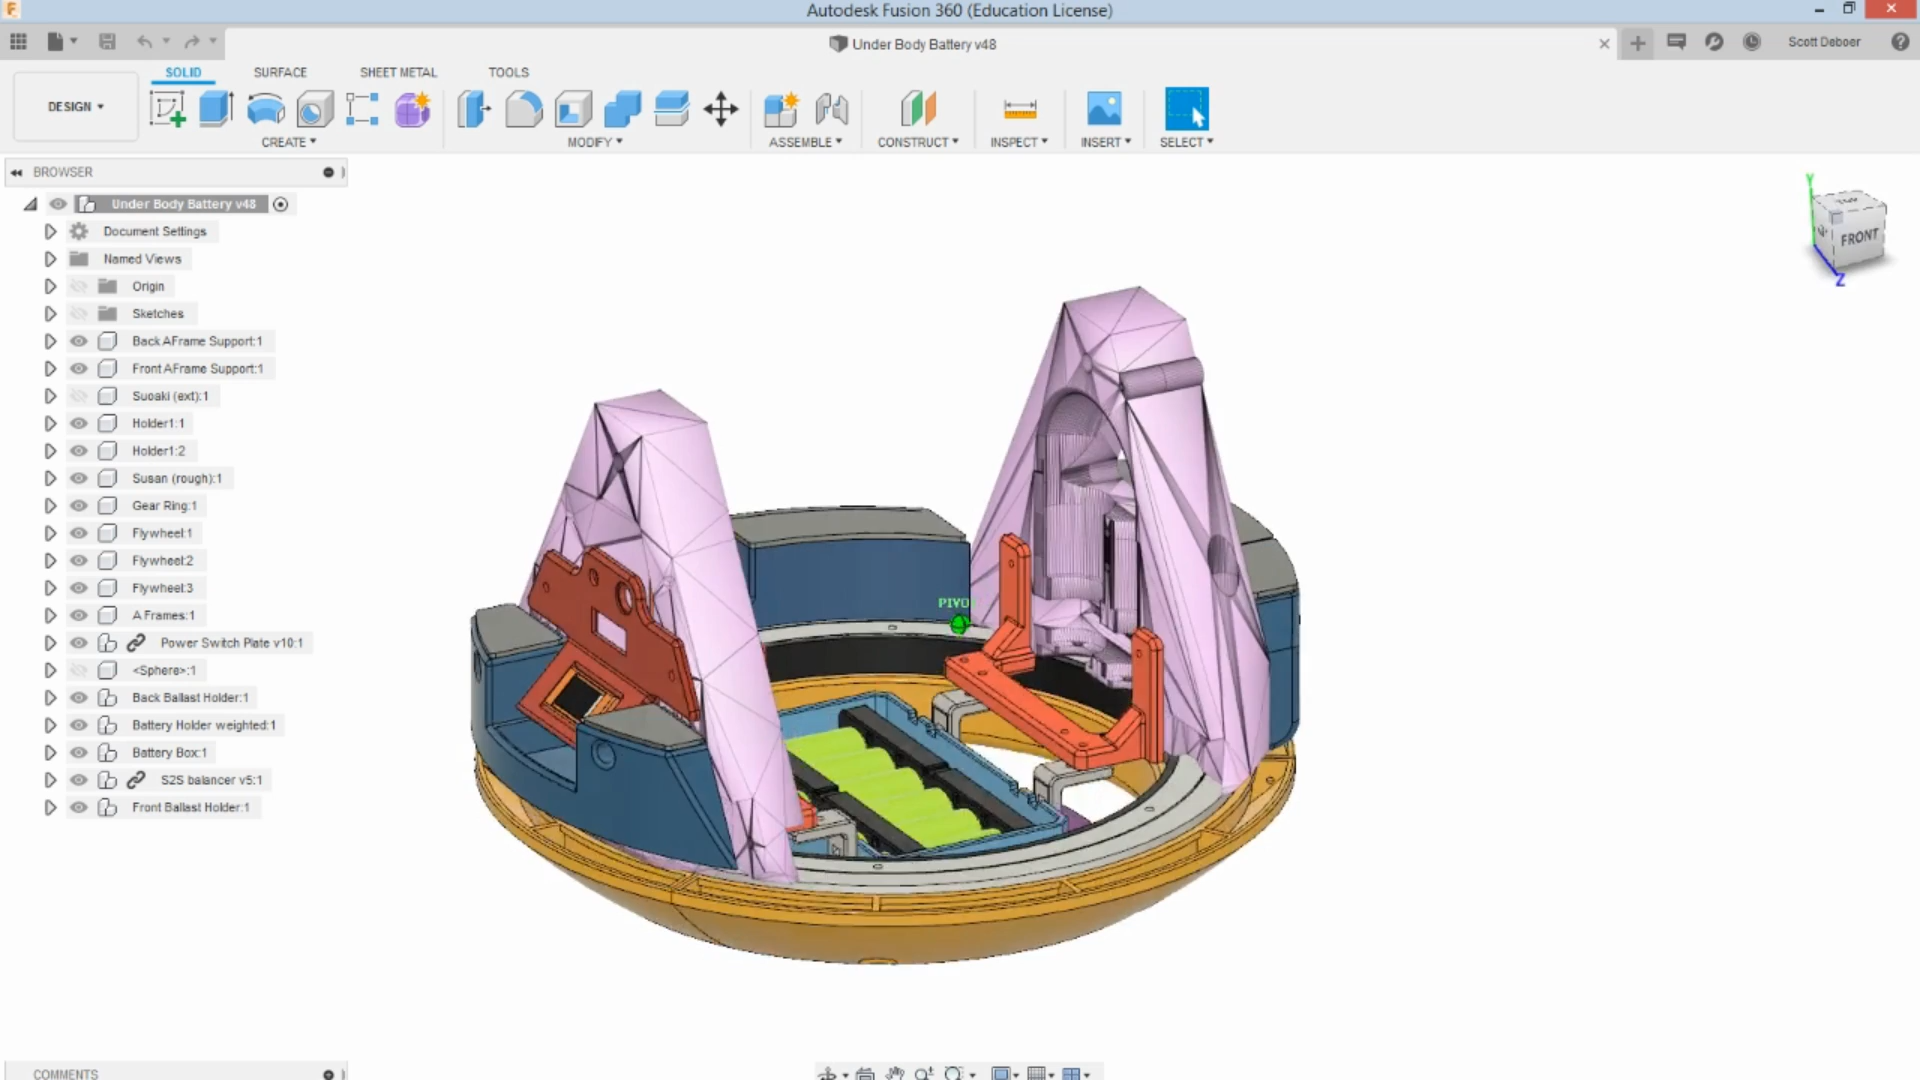 Autodesk Fusion 360 (Education License)
Under Body Battery v48
Scott Deboer
DESIGN
SOLID
SURFACE
SHEET METAL
TOOLS
CREATE
MODIFY
ASSEMBLE
CONSTRUCT
INSPECT
INSERT
SELECT
BROWSER
Under Body Battery v48
Document Settings
Named Views
Origin
Sketches
Back AFrame Support:1
Front AFrame Support:1
Suoaki (ext):1
Holder1:1
Holder1:2
Susan (rough):1
Gear Ring:1
Flywheel:1
Flywheel:2
Flywheel:3
A Frames:1
Power Switch Plate v10:1
<Sphere>:1
Back Ballast Holder:1
Battery Holder weighted:1
Battery Box:1
S2S balancer v5:1
Front Ballast Holder:1
PIVO
Y
TOP
FRONT
Z
COMMENTS